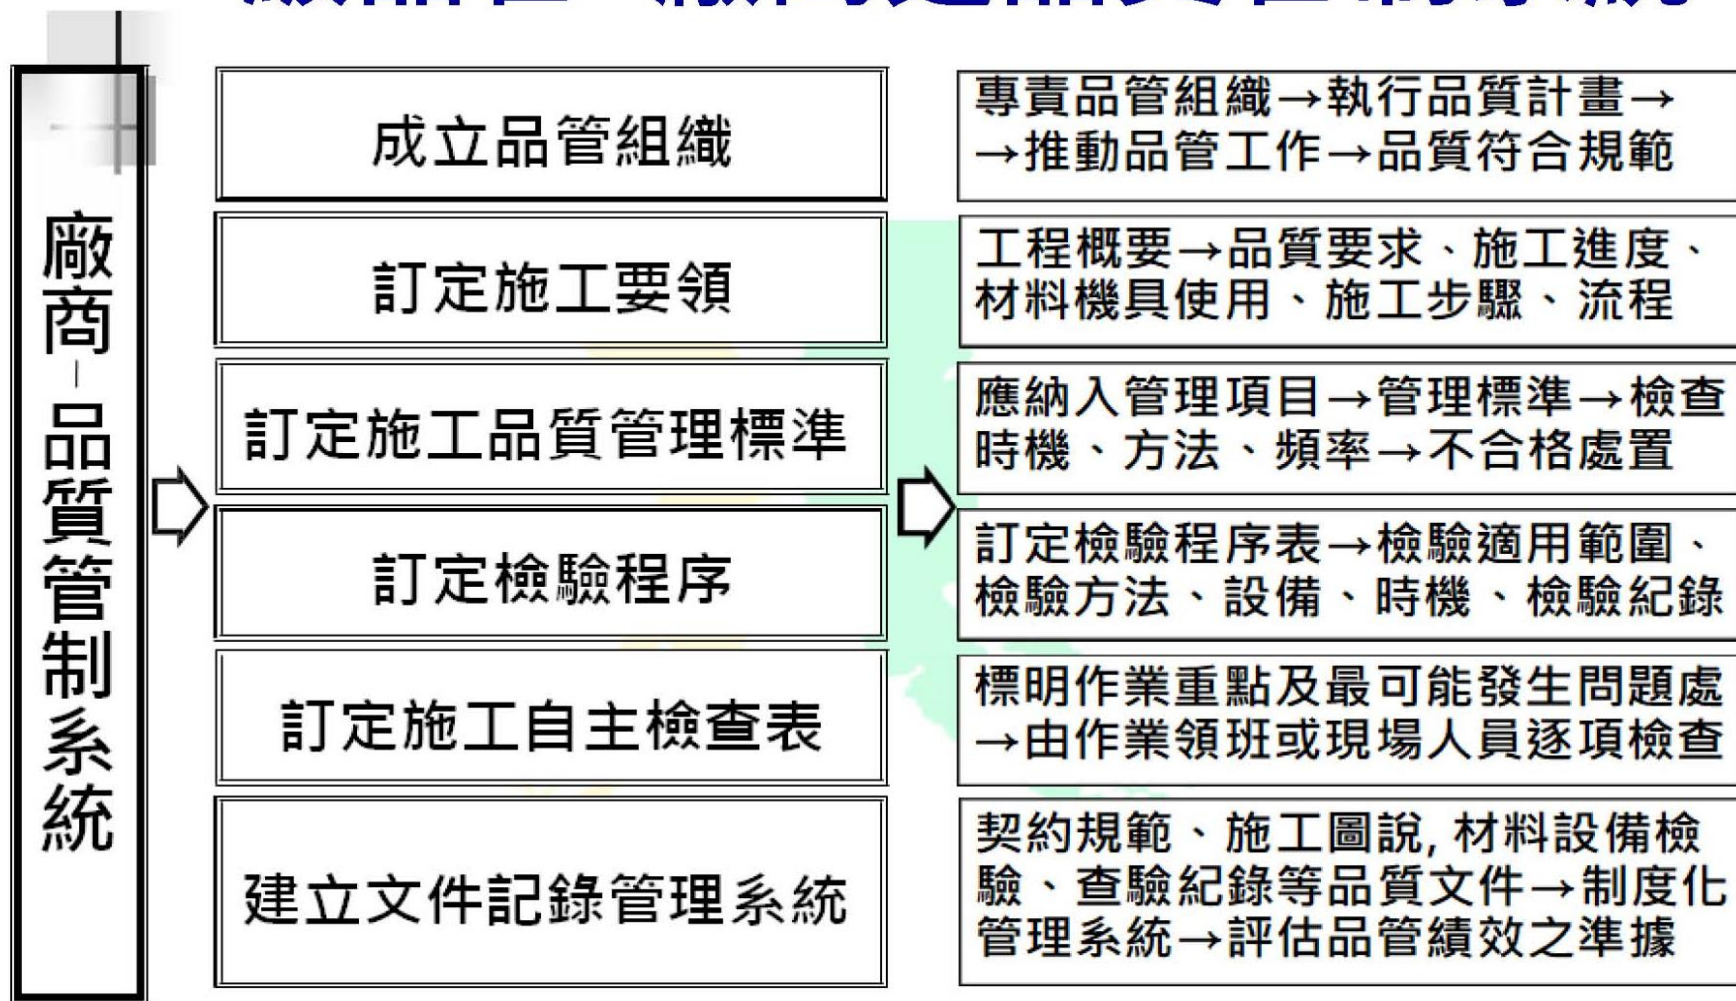 廠商-品質管制系統
成立品管組織
專責品管組織→執行品質計畫→
→推動品管工作→品質符合規範
訂定施工要領
工程概要→品質要求、施工進度、
材料機具使用、施工步驟、流程
訂定施工品質管理標準
應納入管理項目→管理標準→檢查
時機、方法、頻率→不合格處置
訂定檢驗程序
訂定檢驗程序表→檢驗適用範圍、
檢驗方法、設備、時機、檢驗紀錄
訂定施工自主檢查表
標明作業重點及最可能發生問題處
→由作業領班或現場人員逐項檢查
建立文件記錄管理系統
契約規範、施工圖說,材料設備檢
驗、查驗紀錄等品質文件→制度化
管理系統→評估品管績效之準據